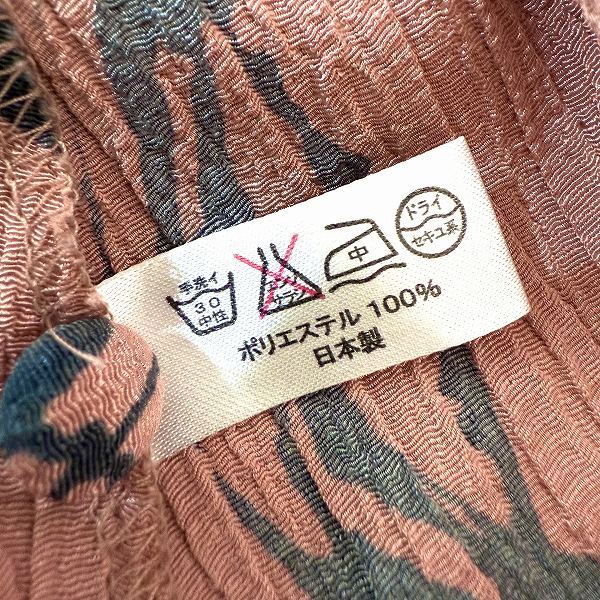 手洗イ
30
中性
エンソ
サラシ
中
ドライ
セキユ系
ポリエステル 100%
日本製